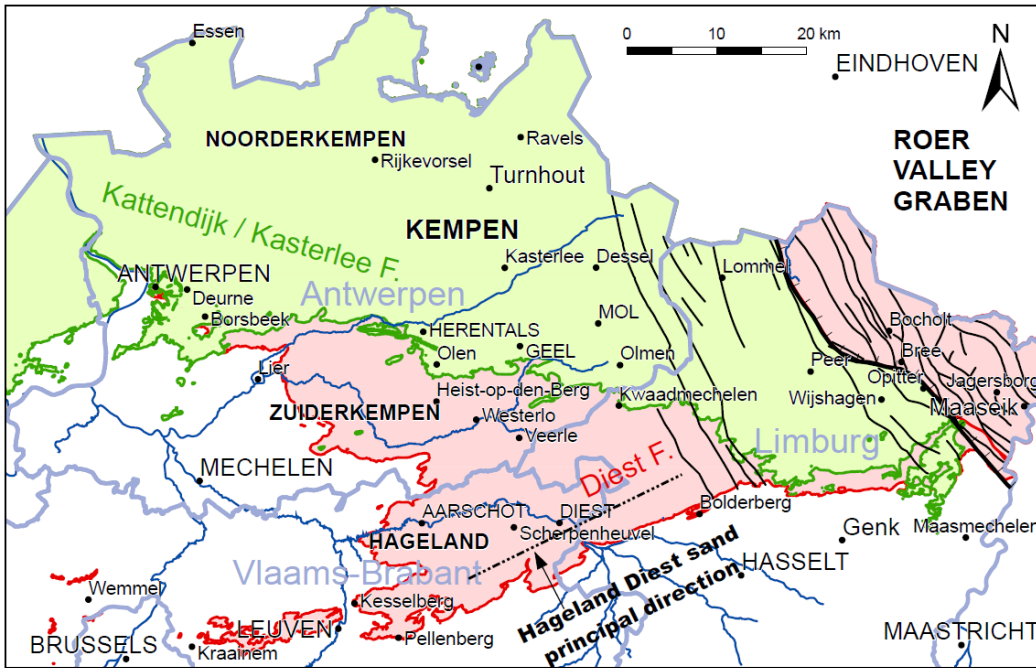 Essen
0 10 20 km
N
EINDHOVEN
NOORDERKEMPEN
Ravels
Rijkevorsel
ROER
VALLEY
GRABEN
Turnhout
Kattendijk / Kasterlee F.
KEMPEN
Kasterlee
Dessel
Lommel
ANTWERPEN
Deurne
Antwerpen
Borsbeek
HERENTALS
MOL
Bocholt
Olen
GEEL
Olmen
Peer
Bree
Lier
Opitter
Jagersborg
Heist-op-den-Berg
Kwaadmechelen
Wijshagen
Maaseik
ZUIDERKEMPEN
Westerlo
Veerle
Limburg
MECHELEN
Diest F.
Bolderberg
AARSCHOT
DIEST
Scherpenheuvel
Genk
Maasmechelen
HAGELAND
Hageland Diest sand
principal direction
HASSELT
Vlaams-Brabant
Wemmel
Kesselberg
LEUVEN
Pellenberg
BRUSSELS
Kraainem
MAASTRICHT